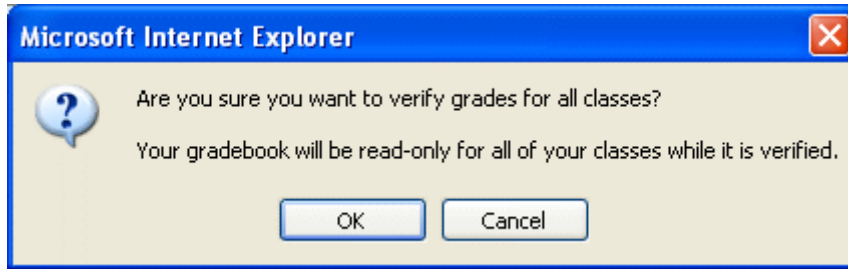 Microsoft Internet Explorer
Are you sure you want to verify grades for all classes?
Your gradebook will be read-only for all of your classes while it is verified.
OK Cancel